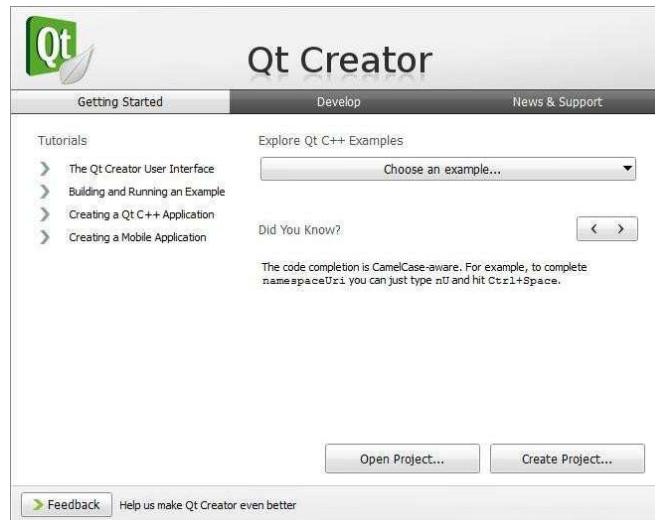 Qt
Qt Creator
Getting Started
Develop
News & Support
Tutorials
The Qt Creator User Interface
Building and Running an Example
Creating a Qt C++ Application
Creating a Mobile Application
Explore Qt C++ Examples
Choose an example...
Did You Know?
The code completion is CamelCase-aware. For example, to complete
namespaceUri you can just type nU and hit Ctrl+Space.
Open Project...
Create Project...
Feedback
Help us make Qt Creator even better